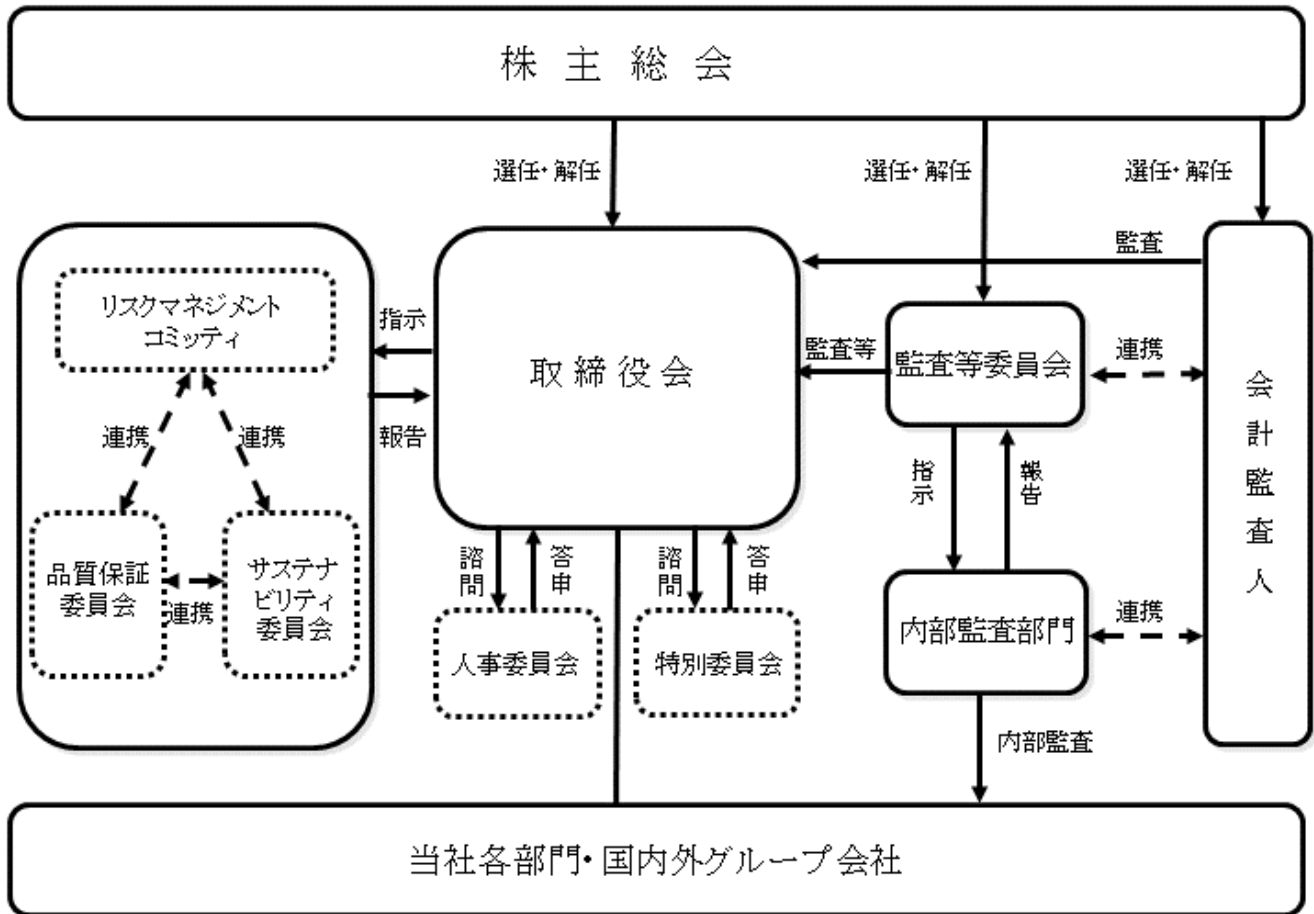 株主総会
選任・解任
選任・解任
選任・解任
リスクマネジメント
コミッティ
連携
連携
品質保証
委員会
連携
サステナ
ビリティ
委員会
指示
報告
取締役会
監査
監査等
監査等委員会
連携
会計監査人
指示
報告
諮問
答申
諮問
答申
人事委員会
特別委員会
内部監査部門
連携
内部監査
当社各部門・国内外グループ会社